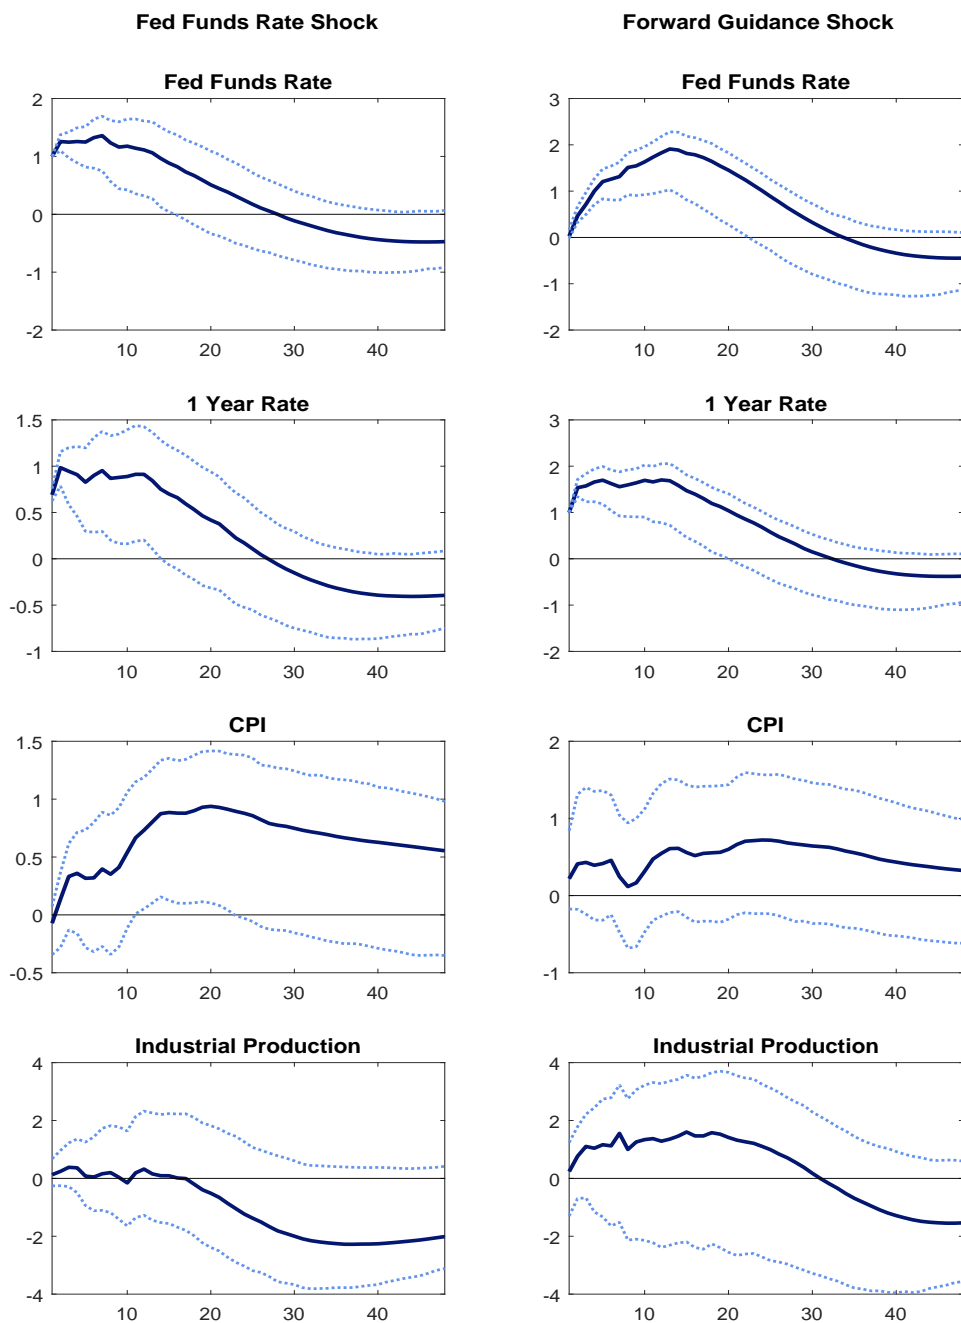 Fed Funds Rate Shock
Forward Guidance Shock
Fed Funds Rate
Fed Funds Rate
2
1
0
-1
-2
10 20 30 40
3
2
1
0
-1
-2
10 20 30 40
1 Year Rate
1 Year Rate
1.5
1
0.5
0
-0.5
-1
10 20 30 40
3
2
1
0
-1
-2
10 20 30 40
CPI
CPI
1.5
1
0.5
0
-0.5
10 20 30 40
2
1
0
-1
10 20 30 40
Industrial Production
Industrial Production
4
2
0
-2
-4
10 20 30 40
4
2
0
-2
-4
10 20 30 40